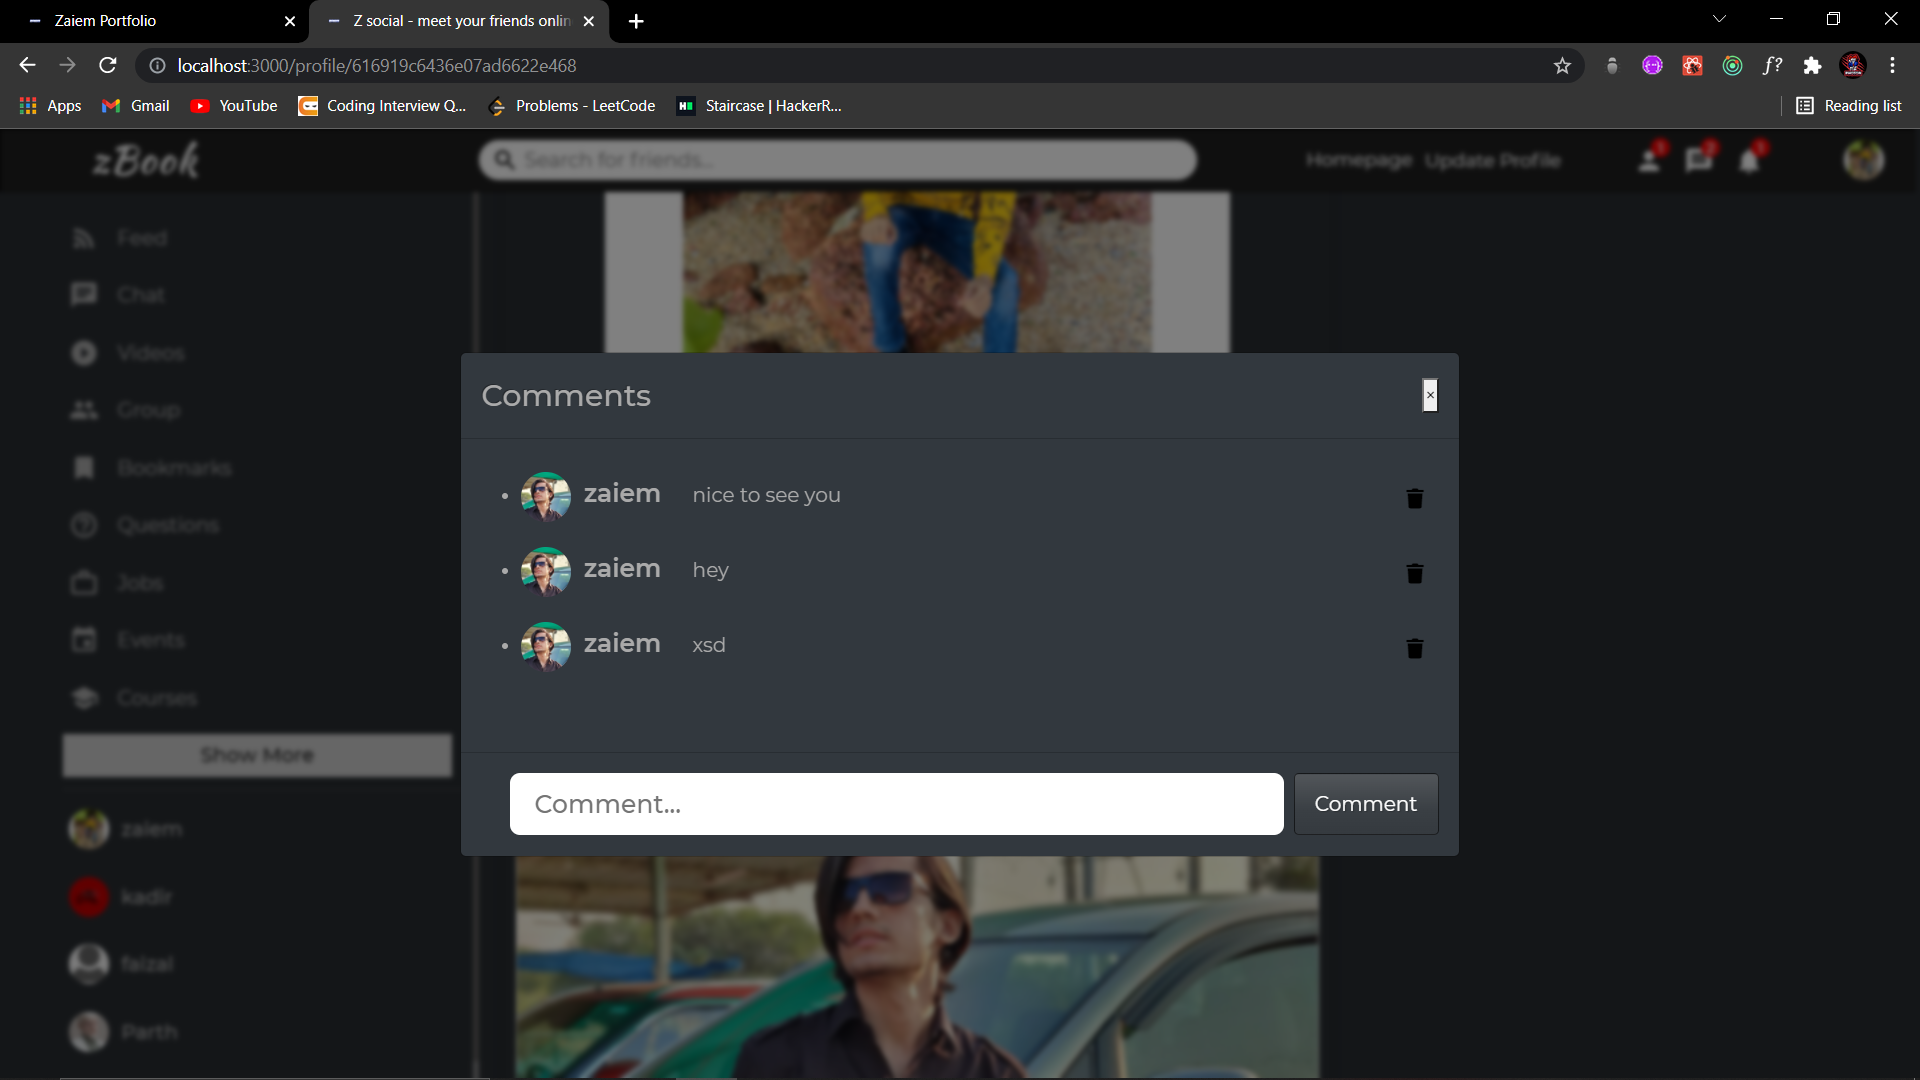 Zaiem Portfolio
Z social - meet your friends onlin
localhost:3000/profile/616919c6436e07ad6622e468
f?
Apps
Gmail
YouTube
Coding Interview Q...
Problems - LeetCode
Staircase | HackerR...
Reading list
zBook
Search for friends...
Homepage Update Profile
Feed
Chat
Videos
Group
Bookmarks
Questions
Jobs
Events
Courses
Show More
zaiem
kadir
faizal
Parth
Comments
×
zaiem nice to see you
zaiem hey
zaiem xsd
Comment...
Comment